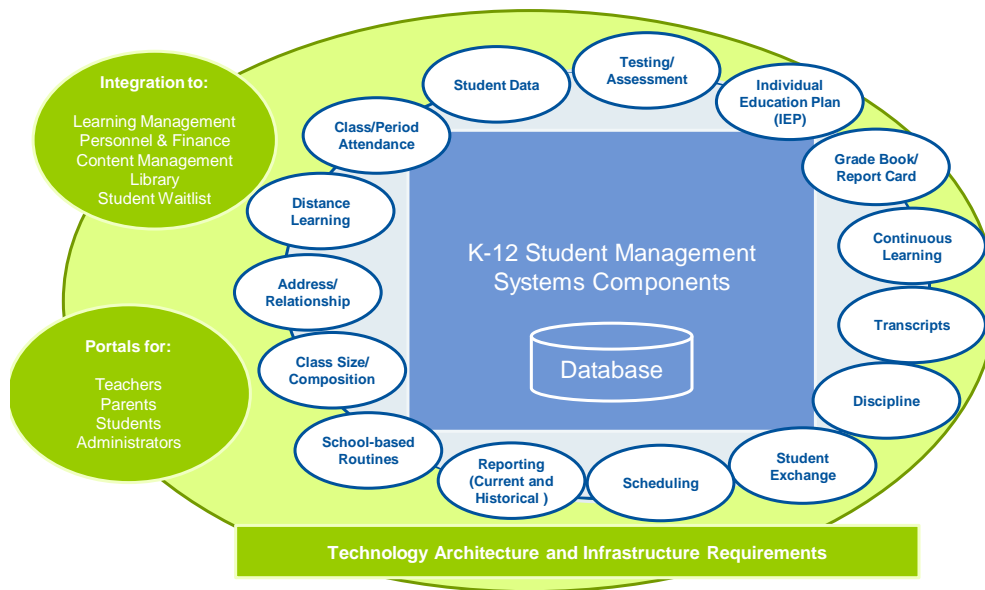 Integration to:
Learning Management
Personnel & Finance
Content Management
Library
Student Waitlist
Portals for:
Teachers
Parents
Students
Administrators
Student Data
Testing/
Assessment
Individual
Education Plan
(IEP)
Grade Book/
Report Card
Continuous
Learning
Transcripts
Discipline
Student
Exchange
Scheduling
Reporting
(Current and
Historical )
School-based
Routines
Class Size/
Composition
Address/
Relationship
Distance
Learning
Class/Period
Attendance
K-12 Student Management
Systems Components
Database
Technology Architecture and Infrastructure Requirements